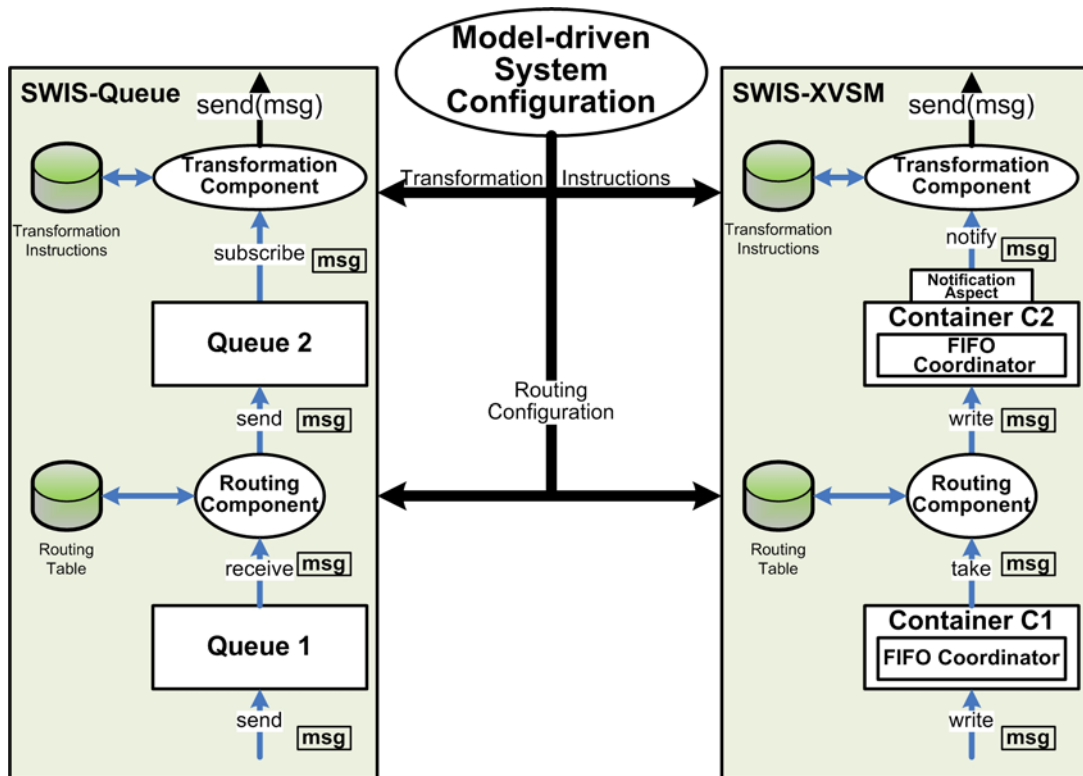 Model-driven
System
Configuration
SWIS-Queue
send(msg)
Transformation
Component
Transformation
Instructions
subscribe
msg
Queue 2
send
msg
Routing
Component
Routing
Table
receive
msg
Queue 1
send
msg
Transformation Instructions
Routing
Configuration
SWIS-XVSM
send(msg)
Transformation
Component
Transformation
Instructions
notify
msg
Notification
Aspect
Container C2
FIFO
Coordinator
write
msg
Routing
Component
Routing
Table
take
msg
Container C1
FIFO Coordinator
write
msg